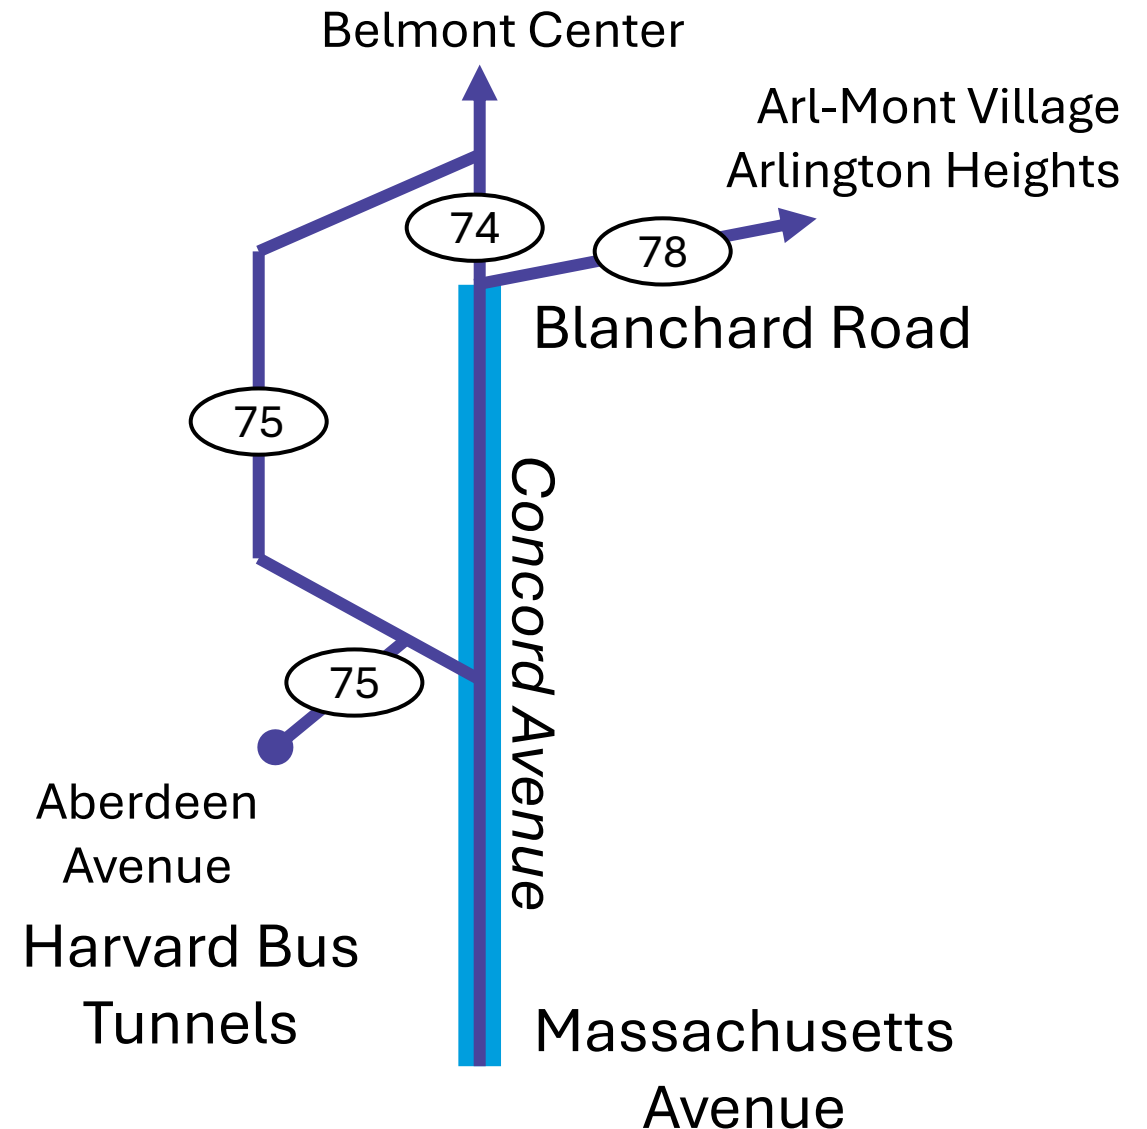 Belmont Center
Arl-Mont Village
Arlington Heights
74
78
Blanchard Road
75
Concord Avenue
75
Aberdeen
Avenue
Harvard Bus
Tunnels
Massachusetts
Avenue